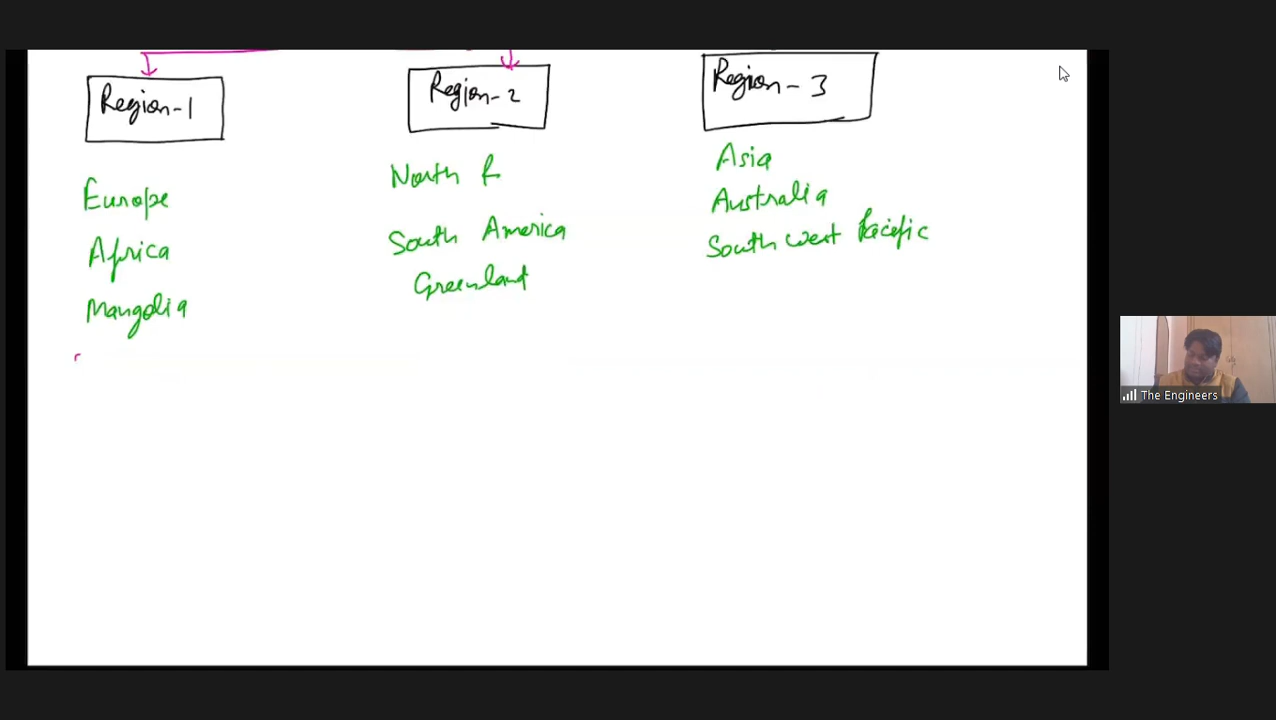 Region-1
Region-2
Region-3
Europe
Africa
Mangolia
North
South America
Greenland
Asia
Australia
South west Pacific
The Engineers